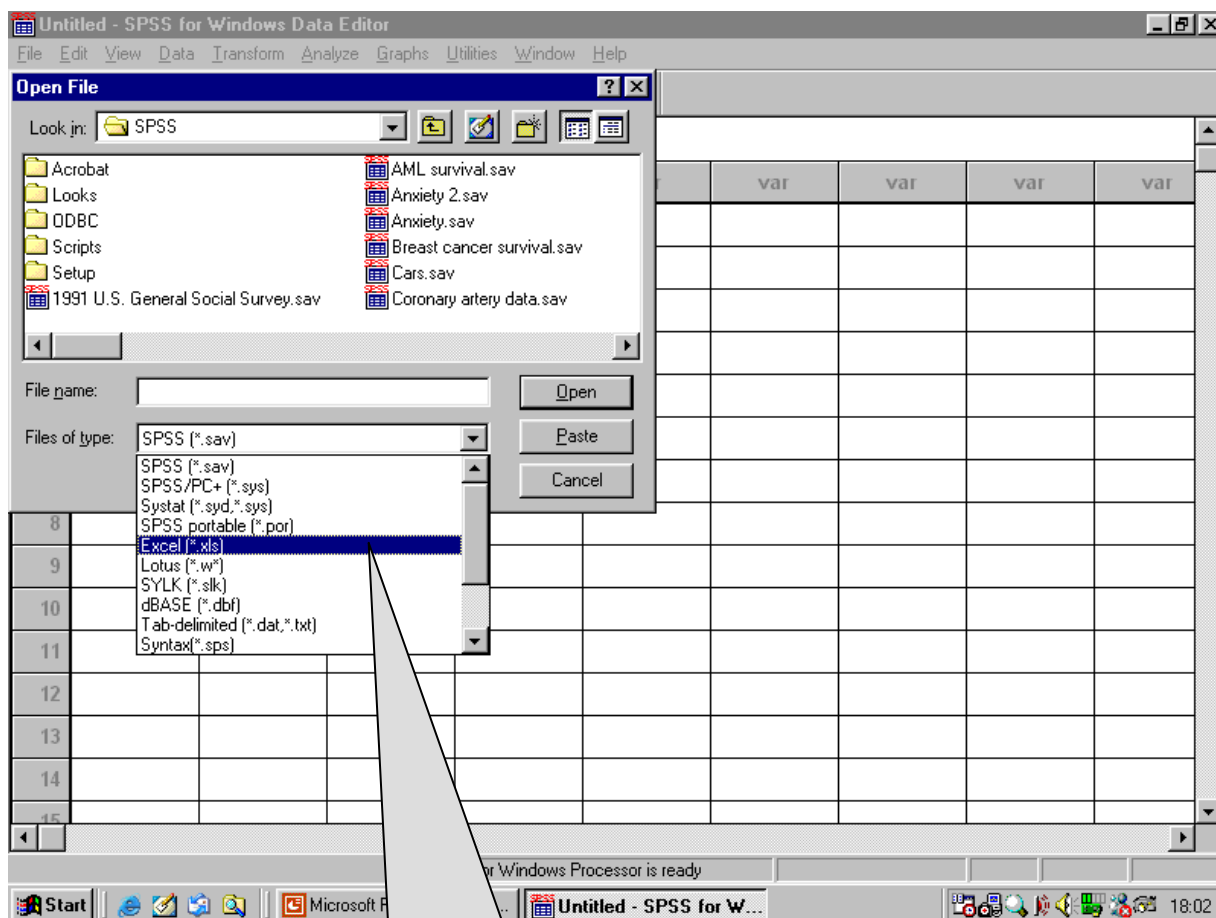 Untitled - SPSS for Windows Data Editor
File Edit View Data Transform Analyze Graphs Utilities Window Help
Open File
Look in: SPSS
Acrobat
Looks
ODBC
Scripts
Setup
1991 U.S. General Social Survey.sav
AML survival.sav
Anxiety 2.sav
Anxiety.sav
Breast cancer survival.sav
Cars.sav
Coronary artery data.sav
File name:
Open
Files of type: SPSS (*.sav)
Paste
Cancel
SPSS (*.sav)
SPSS/PC+ (*.sys)
Systat (*.syd,*.sys)
SPSS portable (*.por)
Excel (*.xls)
Lotus (*.w*)
SYLK (*.slk)
dBASE (*.dbf)
Tab-delimited (*.dat,*.txt)
Syntax(*.sps)
var var var var
8
9
10
11
12
13
14
15
Windows Processor is ready
Start Microsoft ... Untitled - SPSS for W... 18:02